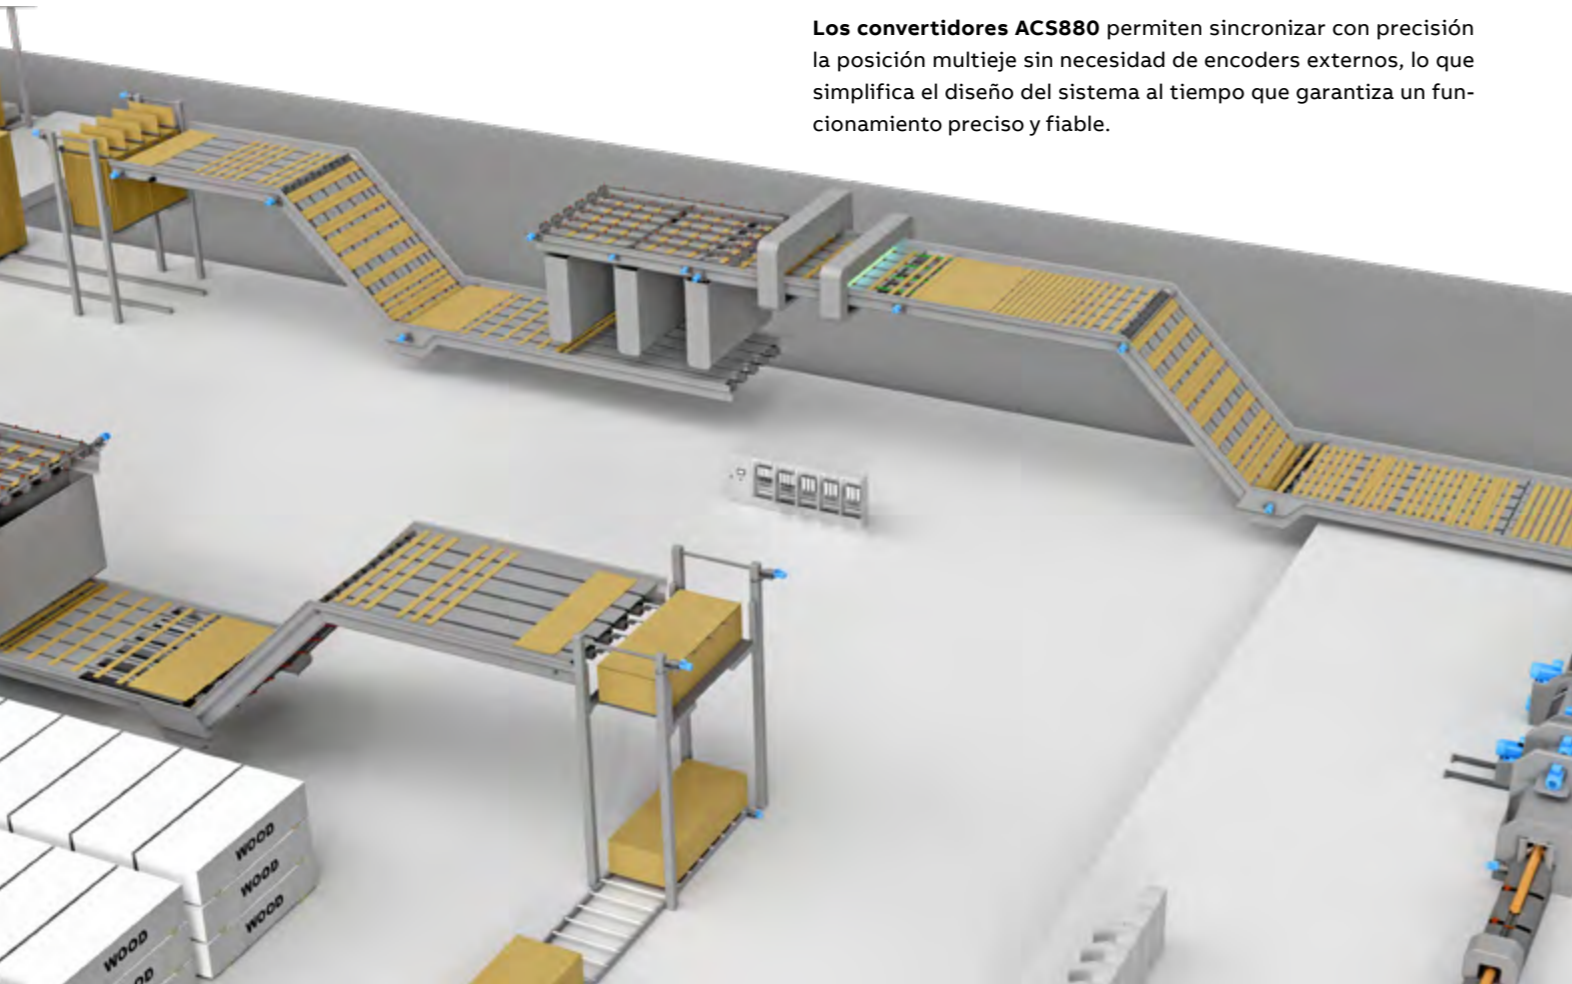 Los convertidores ACS880 permiten sincronizar con precisión
la posición multieje sin necesidad de encoders externos, lo que
simplifica el diseño del sistema al tiempo que garantiza un fun-
cionamiento preciso y fiable.
WOOD
WOOD
WOOD
WOOD